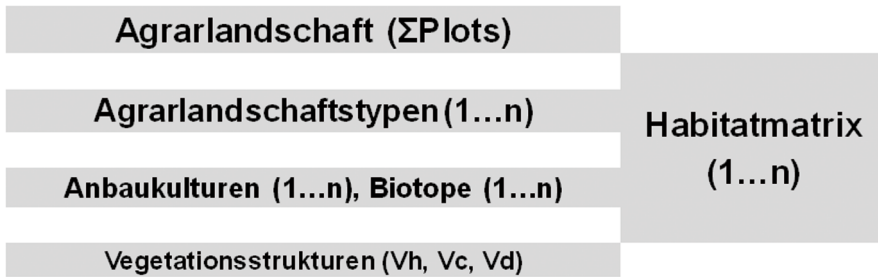 Agrarlandschaft (ΣPlots)
Agrarlandschaftstypen (1...n)
Anbaukulturen (1...n), Biotope (1...n)
Vegetationsstrukturen (Vh, Vc, Vd)
Habitatmatrix
(1...n)